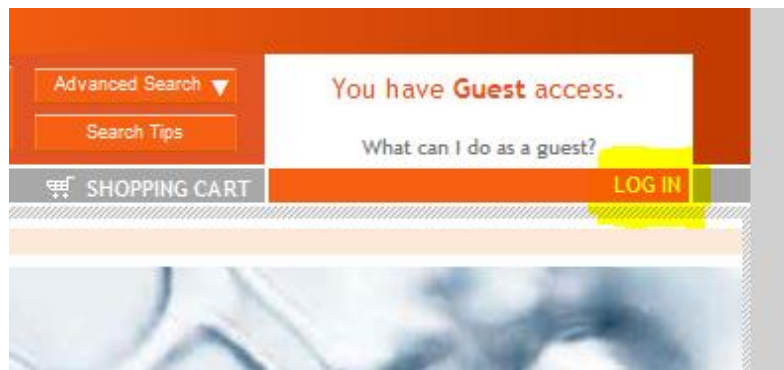 Advanced Search ▼
You have Guest access.
Search Tips
What can I do as a guest?
SHOPPING CART
LOG IN